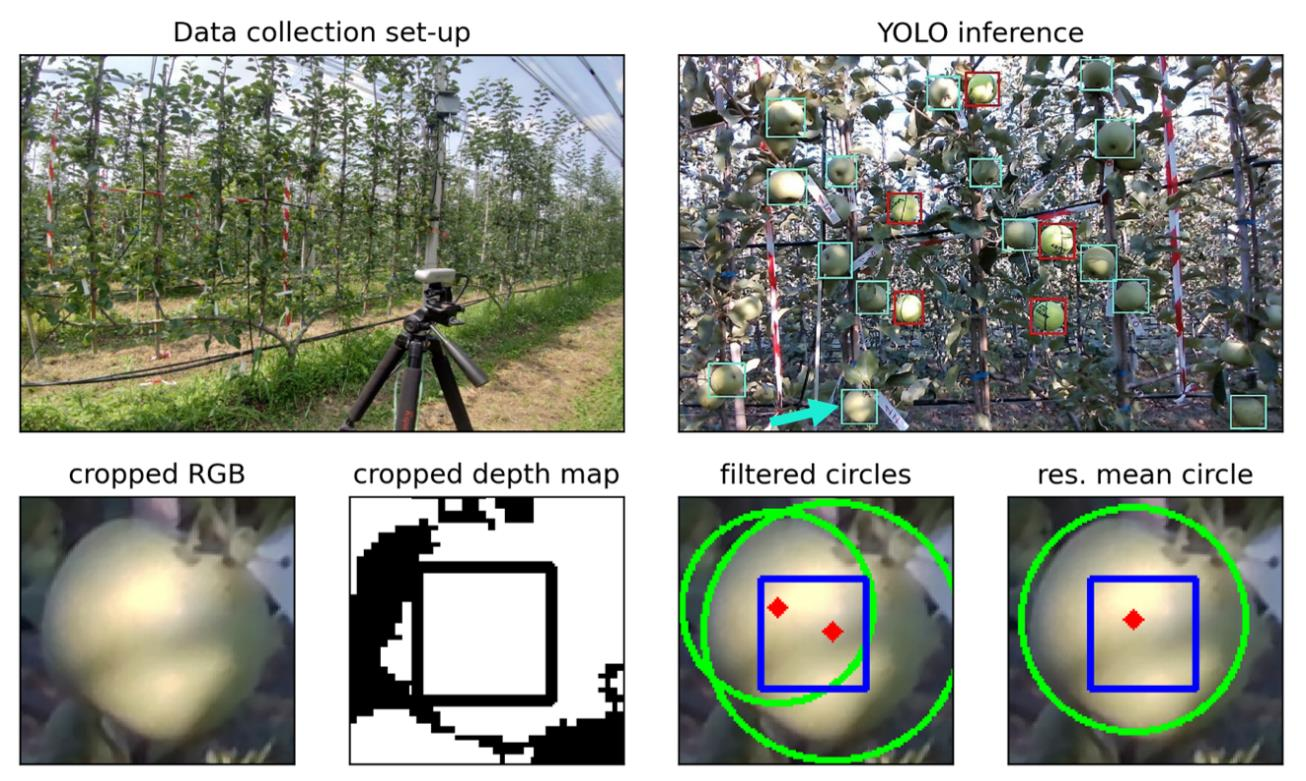 Data collection set-up
YOLO inference
cropped RGB
cropped depth map
filtered circles
res. mean circle